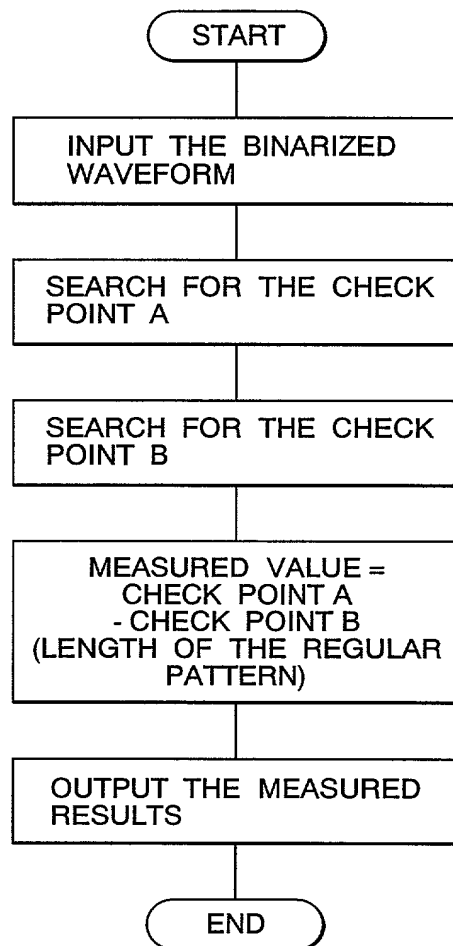 START
INPUT THE BINARIZED
WAVEFORM
SEARCH FOR THE CHECK
POINT A
SEARCH FOR THE CHECK
POINT B
MEASURED VALUE =
CHECK POINT A
- CHECK POINT B
(LENGTH OF THE REGULAR
PATTERN)
OUTPUT THE MEASURED
RESULTS
END